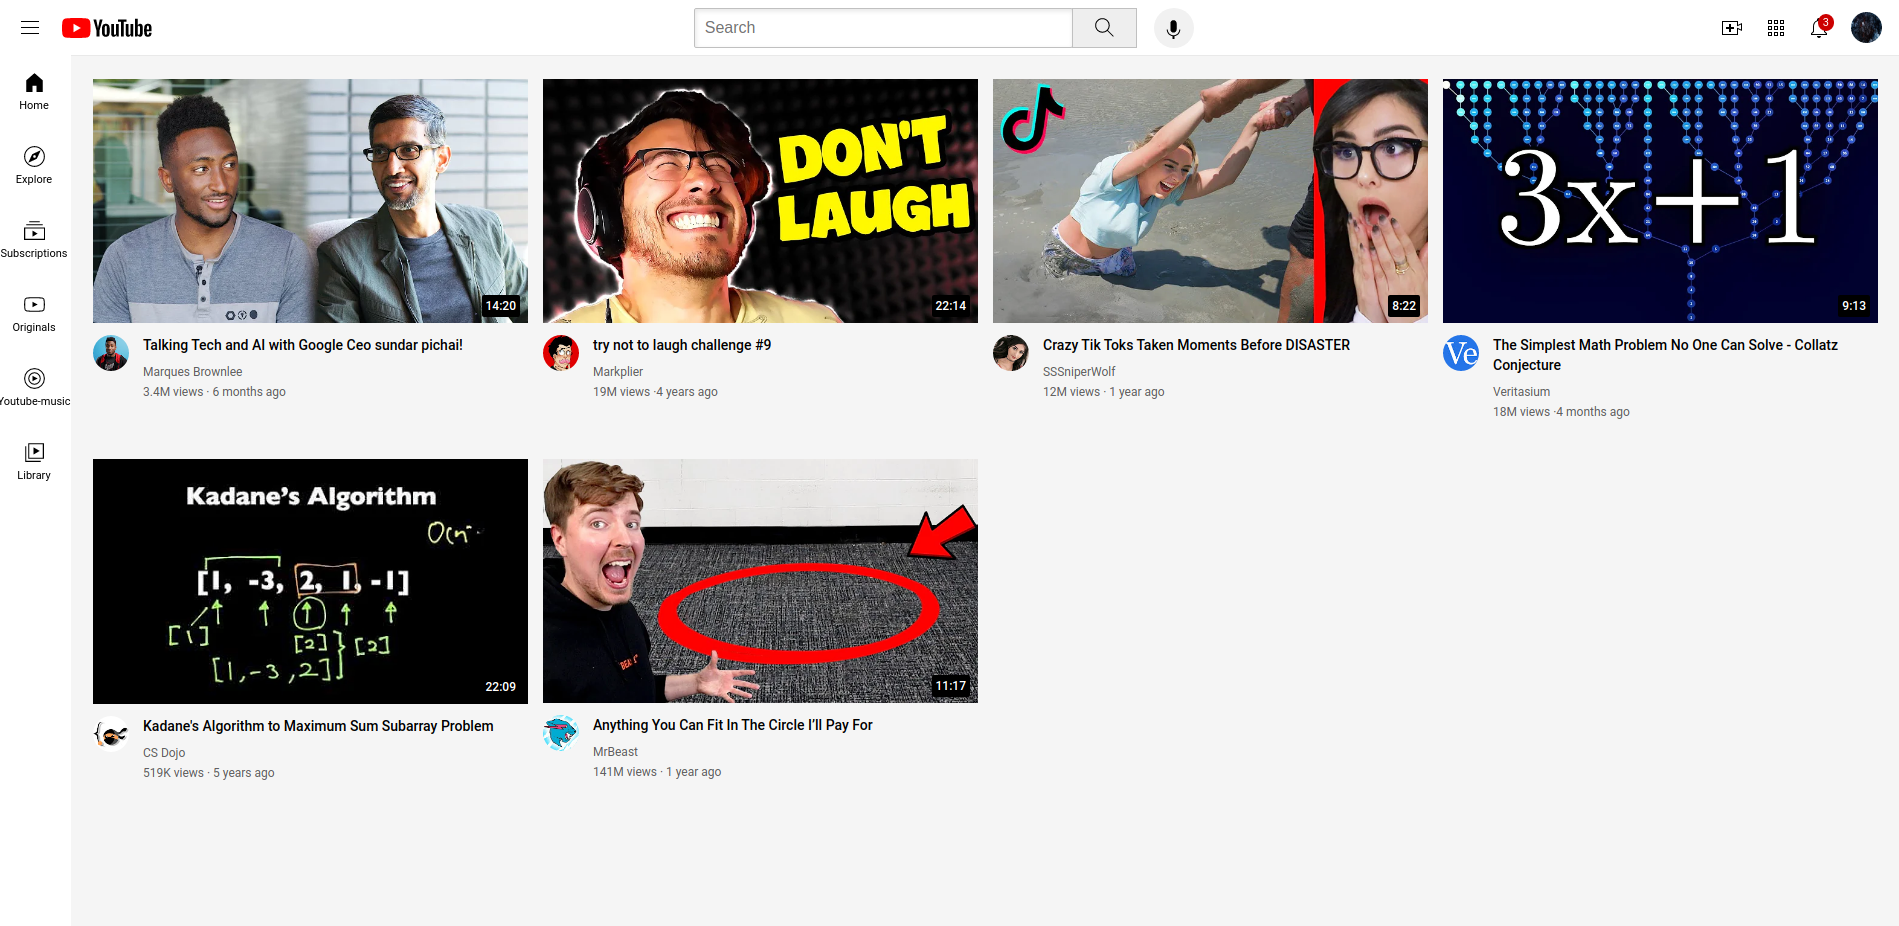 YouTube
Search
3
Home
Explore
Subscriptions
Originals
Youtube-music
Library
14:20
Talking Tech and AI with Google Ceo sundar pichai!
Marques Brownlee
3.4M views · 6 months ago
DON'T
LAUGH
22:14
try not to laugh challenge #9
Markplier
19M views ·4 years ago
8:22
Crazy Tik Toks Taken Moments Before DISASTER
SSSniperWolf
12M views · 1 year ago
3x+1
9:13
Ve
The Simplest Math Problem No One Can Solve - Collatz
Conjecture
Veritasium
18M views ·4 months ago
Kadane's Algorithm
[1, -3, 2, 1, -1]
[1]
[2]
[2]
[1,-3,2]
22:09
Kadane's Algorithm to Maximum Sum Subarray Problem
CS Dojo
519K views · 5 years ago
11:17
Anything You Can Fit In The Circle I'll Pay For
MrBeast
141M views · 1 year ago